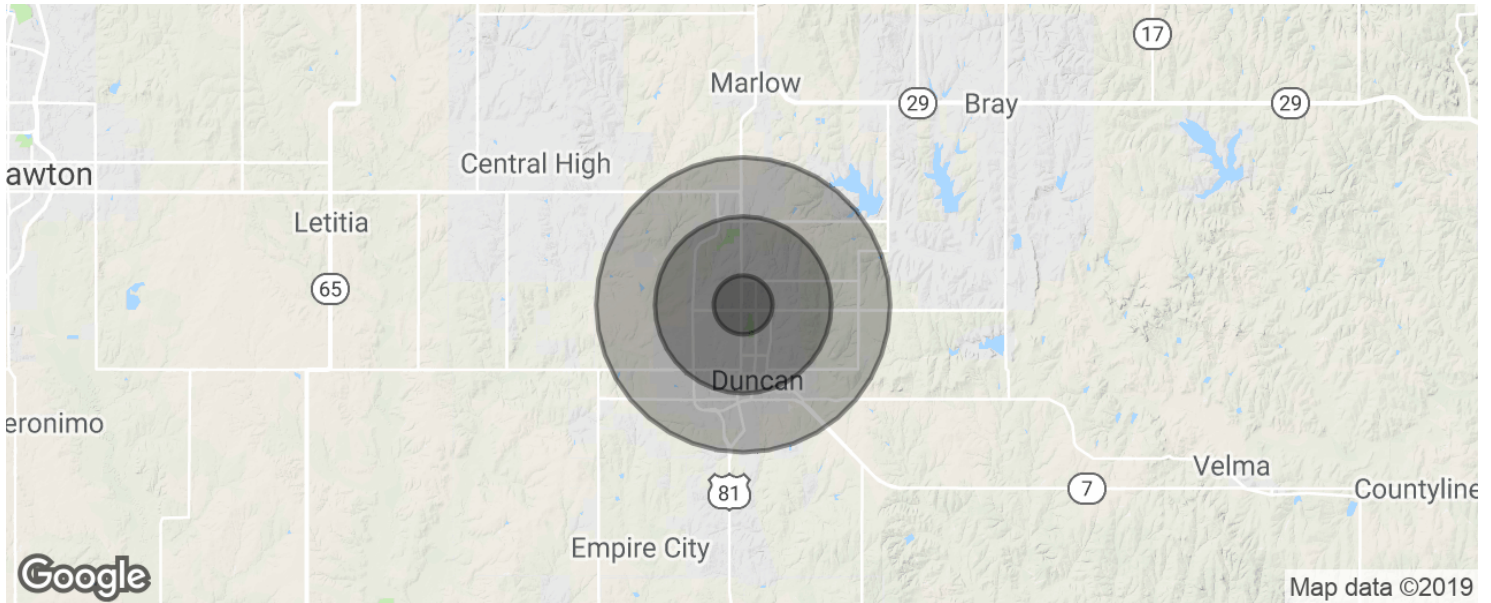 17
Marlow
29
Bray
29
Central High
awton
Letitia
65
Duncan
eronimo
Velma
7
Countyline
81
Empire City
Google
Map data ©2019